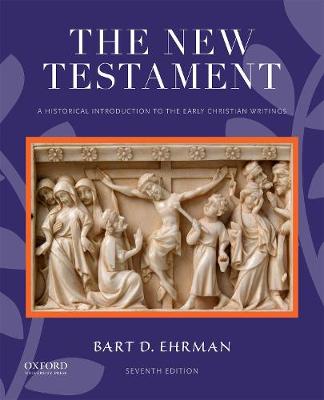 THE NEW
TESTAMENT
A HISTORICAL INTRODUCTION TO THE EARLY CHRISTIAN WRITINGS
BART D. EHRMAN
OXFORD
UNIVERSITY PRESS
SEVENTH EDITION